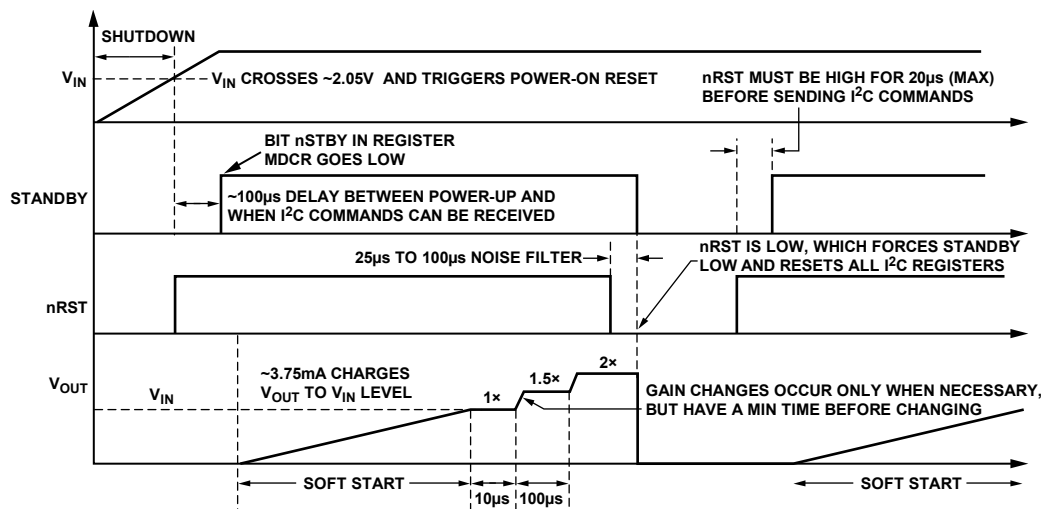 SHUTDOWN
V_IN
V_IN CROSSES ~2.05V AND TRIGGERS POWER-ON RESET
nRST MUST BE HIGH FOR 20µs (MAX)
BEFORE SENDING I²C COMMANDS
BIT nSTBY IN REGISTER
MDCR GOES LOW
STANDBY
~100µs DELAY BETWEEN POWER-UP AND
WHEN I²C COMMANDS CAN BE RECEIVED
25µs TO 100µs NOISE FILTER
nRST IS LOW, WHICH FORCES STANDBY
LOW AND RESETS ALL I²C REGISTERS
nRST
V_OUT
V_IN
~3.75mA CHARGES
V_OUT TO V_IN LEVEL
1×
1.5×
2×
GAIN CHANGES OCCUR ONLY WHEN NECESSARY,
BUT HAVE A MIN TIME BEFORE CHANGING
SOFT START
10µs
100µs
SOFT START